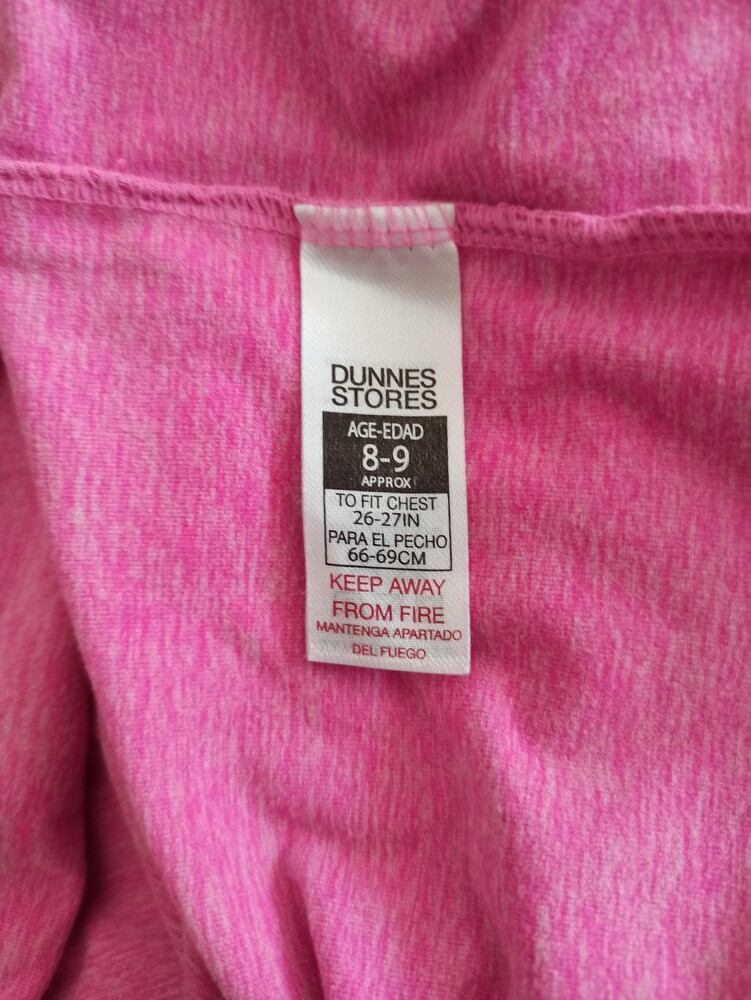 DUNNES
STORES
AGE-EDAD
8-9
APPROX
TO FIT CHEST
26-27IN
PARA EL PECHO
66-69CM
KEEP AWAY
FROM FIRE
MANTENGA APARTADO
DEL FUEGO